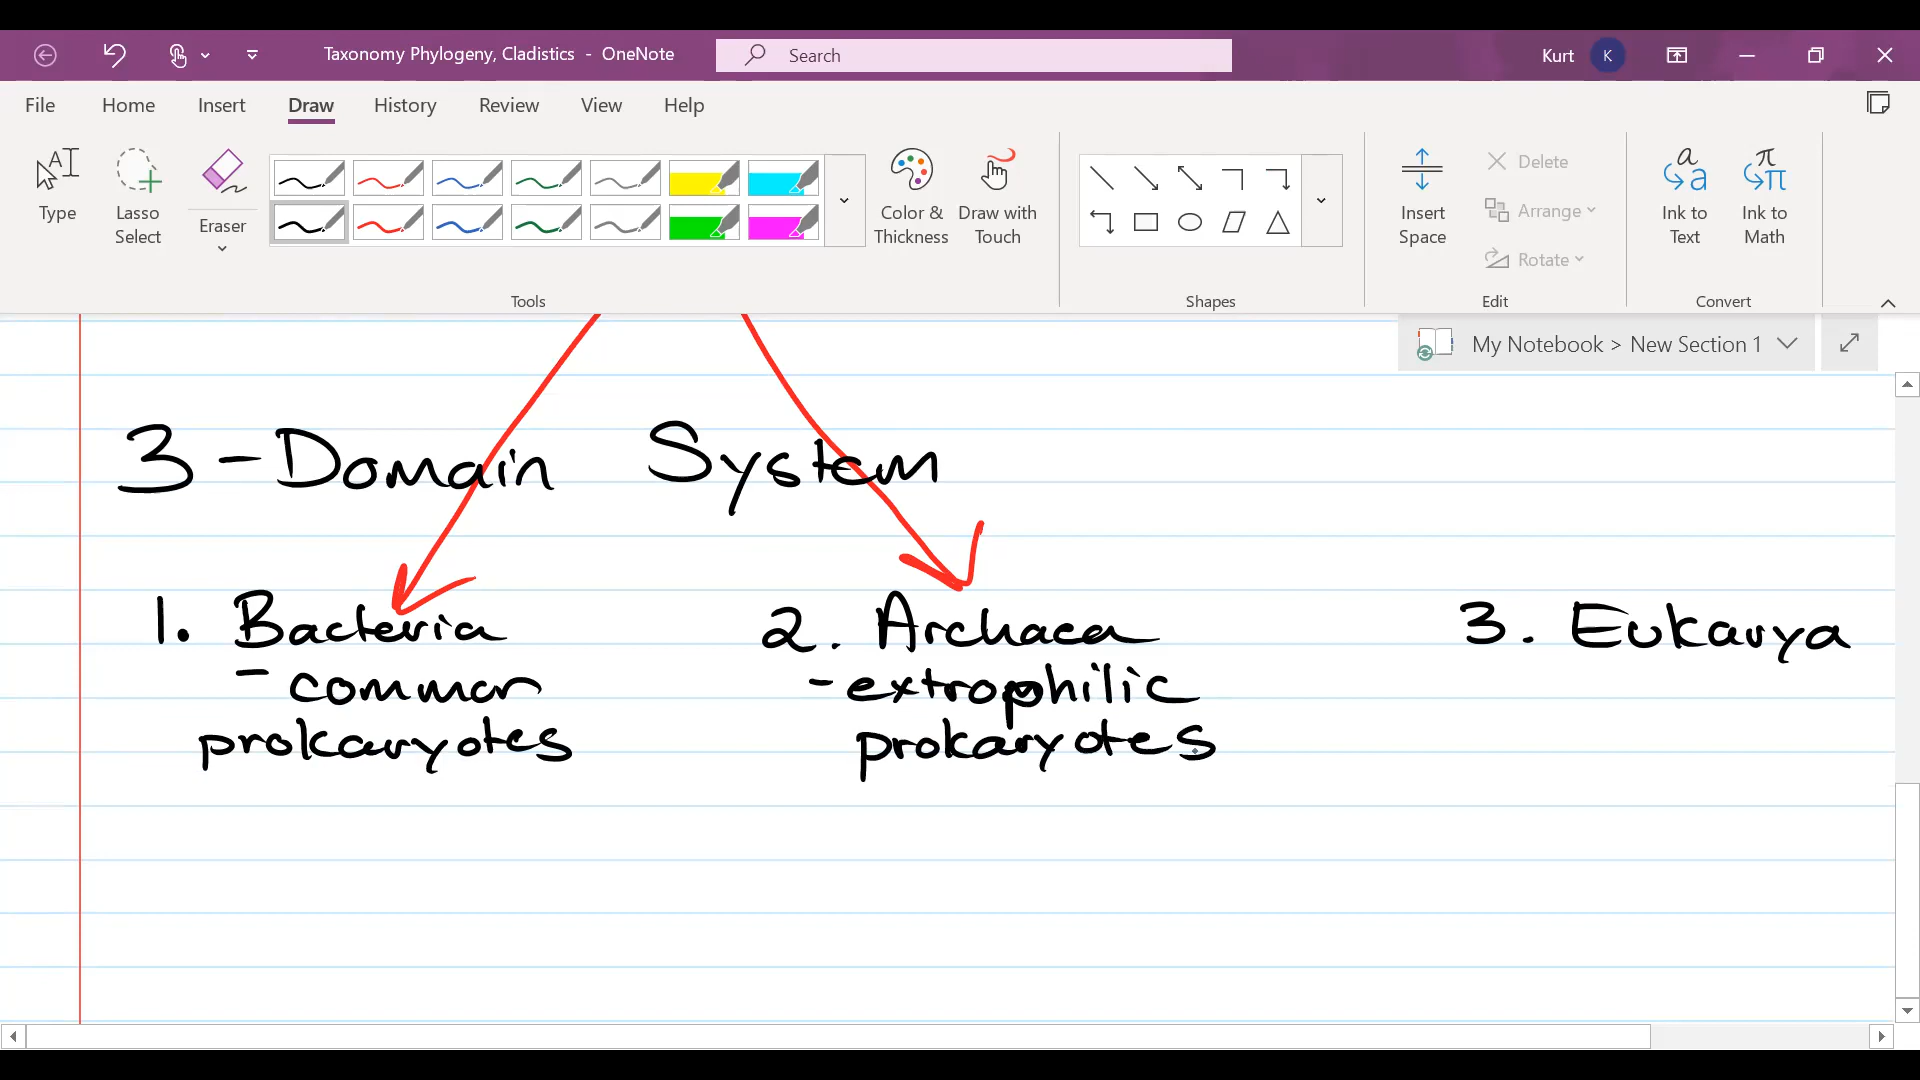 Taxonomy Phylogeny, Cladistics - OneNote
Search
Kurt K
File Home Insert Draw History Review View Help
Type
Lasso Select
Eraser
Color & Thickness
Draw with Touch
Insert Space
Delete
Arrange
Rotate
Ink to Text
Ink to Math
Tools Shapes Edit Convert
My Notebook > New Section 1
3-Domain System
1. Bacteria
- common
prokaryotes
2. Archaea
- extrophilic
prokaryotes
3. Eukarya